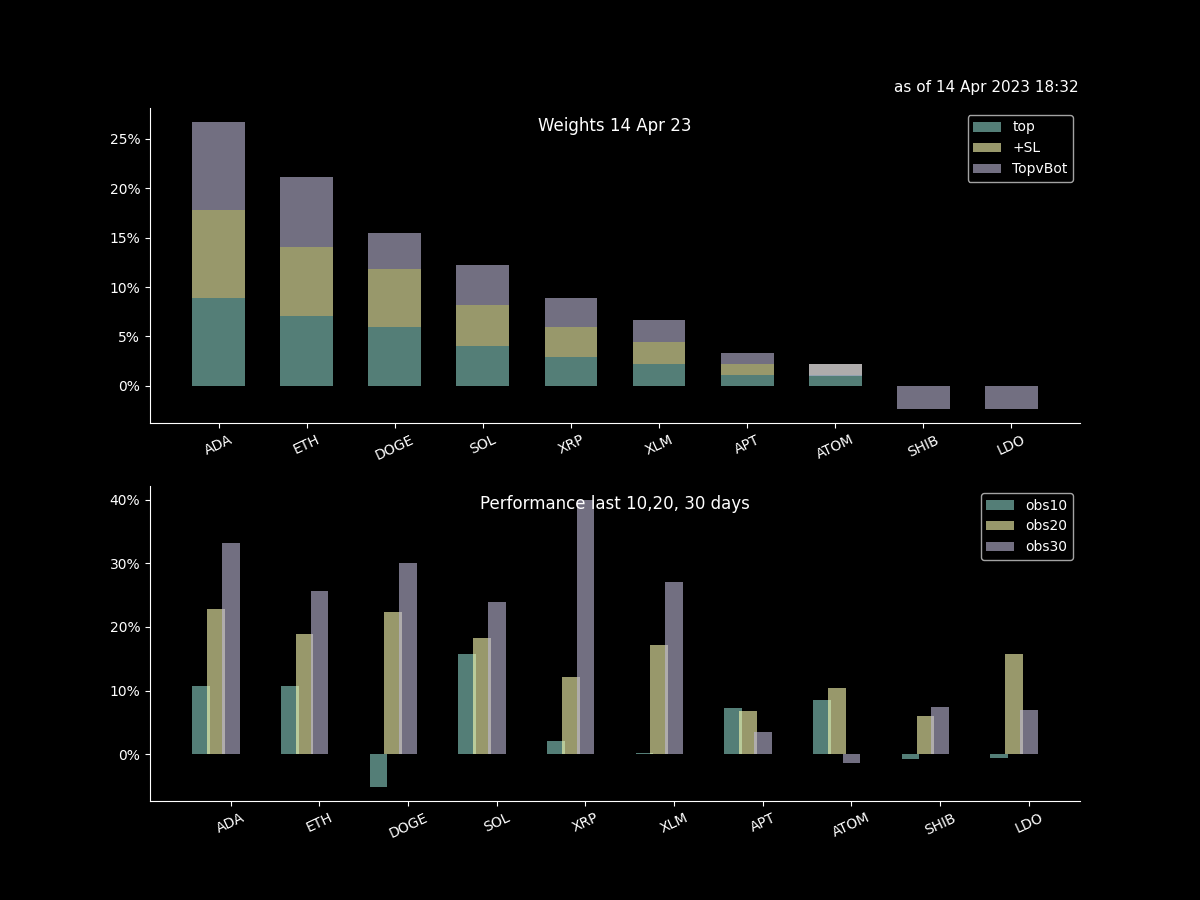 as of 14 Apr 2023 18:32
Weights 14 Apr 23
top
+SL
TopvBot
25%
20%
15%
10%
5%
0%
ADA ETH DOGE SOL XRP XLM APT ATOM SHIB LDO
Performance last 10,20, 30 days
obs10
obs20
obs30
40%
30%
20%
10%
0%
ADA ETH DOGE SOL XRP XLM APT ATOM SHIB LDO